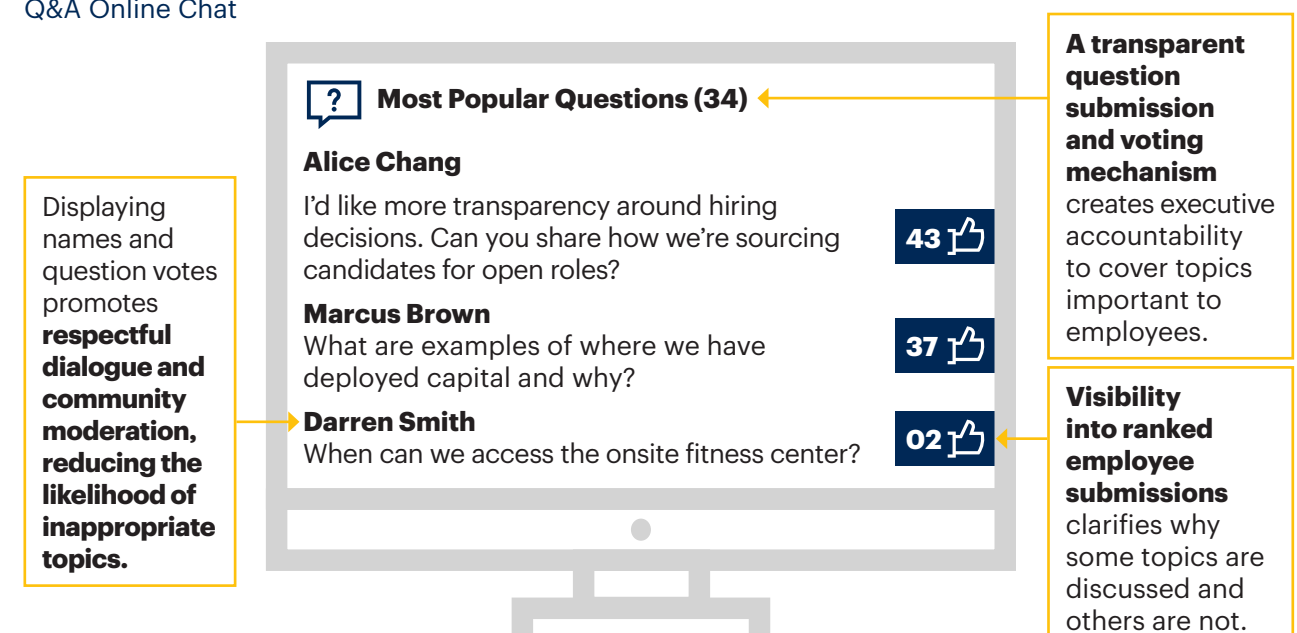 Q&A Online Chat
?
Most Popular Questions (34)
Alice Chang
I'd like more transparency around hiring
decisions. Can you share how we're sourcing
candidates for open roles?
43
Marcus Brown
What are examples of where we have
deployed capital and why?
37
Darren Smith
When can we access the onsite fitness center?
02
Displaying
names and
question votes
promotes
respectful
dialogue and
community
moderation,
reducing the
likelihood of
inappropriate
topics.
A transparent
question
submission
and voting
mechanism
creates executive
accountability
to cover topics
important to
employees.
Visibility
into ranked
employee
submissions
clarifies why
some topics are
discussed and
others are not.